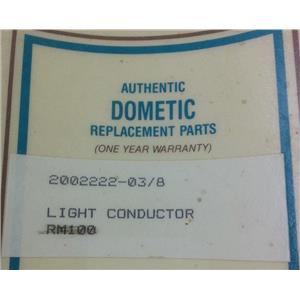 AUTHENTIC
DOMETIC
REPLACEMENT PARTS
(ONE YEAR WARRANTY)
2002222-03/8
LIGHT CONDUCTOR
RM100